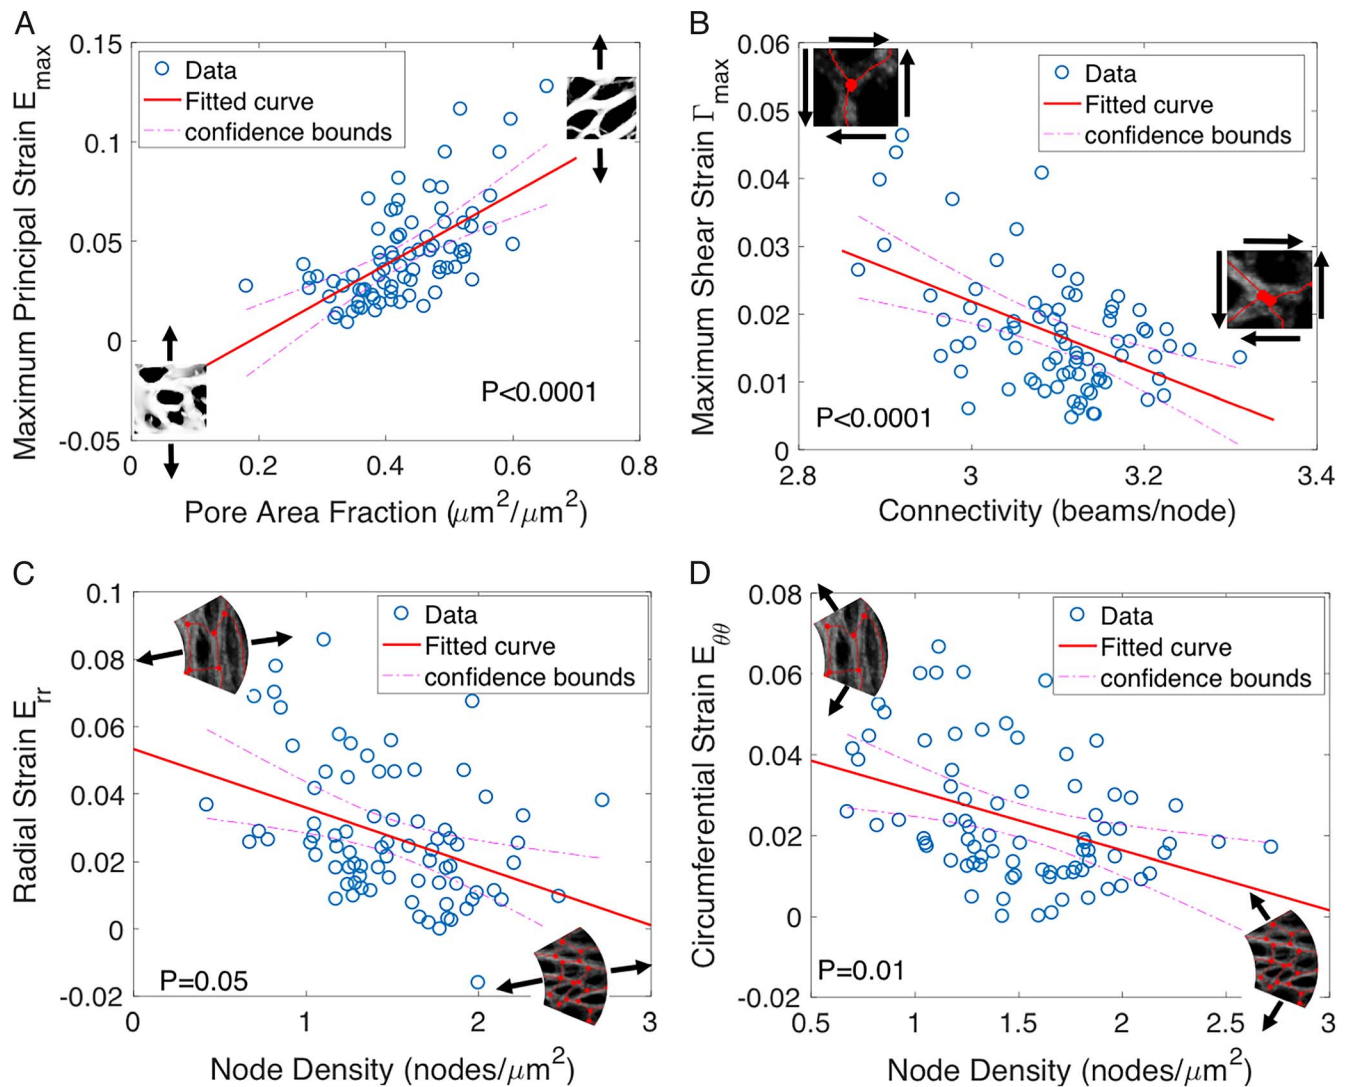 A
Maximum Principal Strain E_max
0.15
0.1
0.05
0
-0.05
Data
Fitted curve
confidence bounds
P<0.0001
0
0.2
0.4
0.6
0.8
Pore Area Fraction (μm²/μm²)
B
Maximum Shear Strain Γ_max
0.06
0.05
0.04
0.03
0.02
0.01
0
Data
Fitted curve
confidence bounds
P<0.0001
2.8
3
3.2
3.4
Connectivity (beams/node)
C
Radial Strain E_rr
0.1
0.08
0.06
0.04
0.02
0
-0.02
Data
Fitted curve
confidence bounds
P=0.05
0
1
2
3
Node Density (nodes/μm²)
D
Circumferential Strain E_θθ
0.08
0.06
0.04
0.02
0
-0.02
Data
Fitted curve
confidence bounds
P=0.01
0.5
1
1.5
2
2.5
3
Node Density (nodes/μm²)